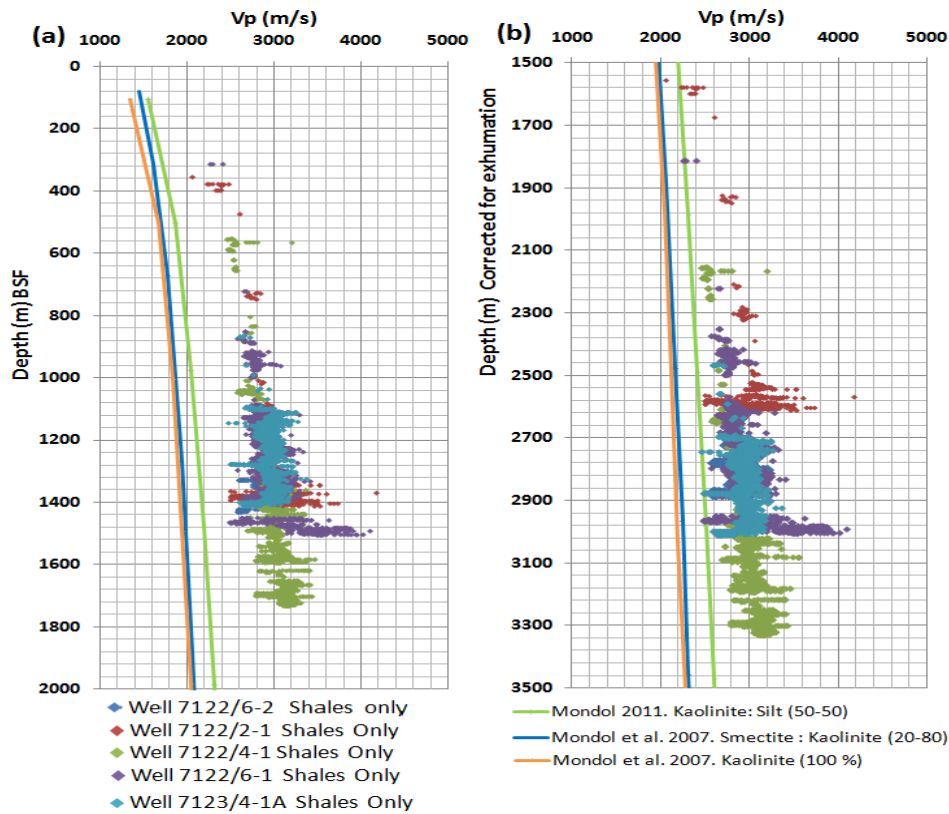 Vp (m/s)
(a)
1000 2000 3000 4000 5000
0
200
400
600
800
1000
1200
1400
1600
1800
2000
Depth (m) BSF
Well 7122/6-2 Shales only
Well 7122/2-1 Shales Only
Well 7122/4-1 Shales Only
Well 7122/6-1 Shales Only
Well 7123/4-1A Shales Only
Vp (m/s)
(b)
1000 2000 3000 4000 5000
1500
1700
1900
2100
2300
2500
2700
2900
3100
3300
3500
Depth (m) Corrected for exhumation
Mondol 2011. Kaolinite: Silt (50-50)
Mondol et al. 2007. Smectite : Kaolinite (20-80)
Mondol et al. 2007. Kaolinite (100 %)